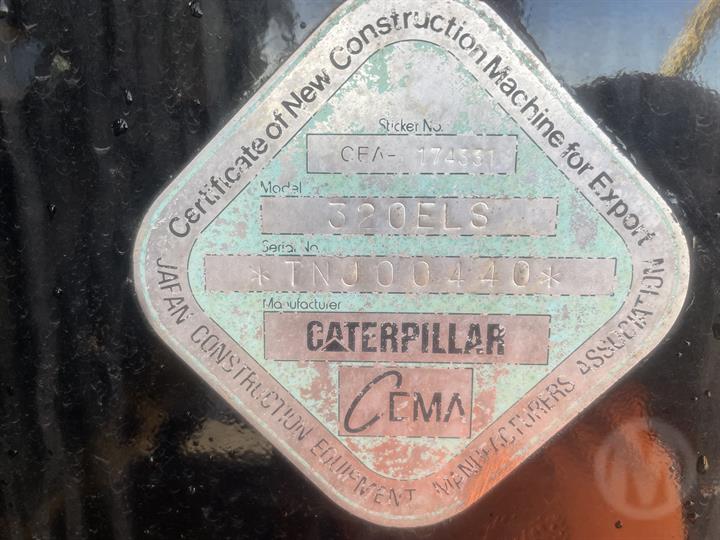 Certificate of New Construction Machine for Export
Sticker No.
CEA- 174551
Model
320ELS
Serial No.
*TNJ00440*
Manufacturer
CATERPILLAR
CEMA
JAPAN CONSTRUCTION EQUIPMENT MANUFACTURERS ASSOCIATION
M